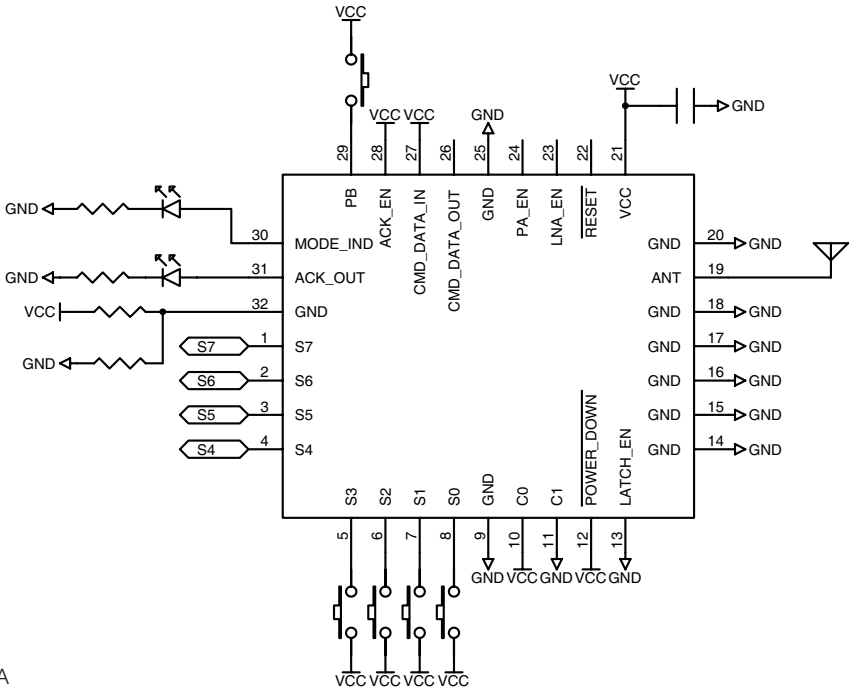 VCC
VCC VCC
GND
VCC
GND
29
28
27
26
25
24
23
22
21
PB
ACK_EN
CMD_DATA_IN
CMD_DATA_OUT
GND
PA_EN
LNA_EN
RESET
VCC
GND
30 MODE_IND
GND 20 GND
GND
31 ACK_OUT
ANT 19
VCC
32 GND
GND 18 GND
GND
S7 1 S7
GND 17 GND
S6 2 S6
GND 16 GND
S5 3 S5
GND 15 GND
S4 4 S4
GND 14 GND
S3
S2
S1
S0
GND
C0
C1
POWER_DOWN
LATCH_EN
5
6
7
8
9
10
11
12
13
GND VCC GND VCC GND
VCC VCC VCC VCC
A